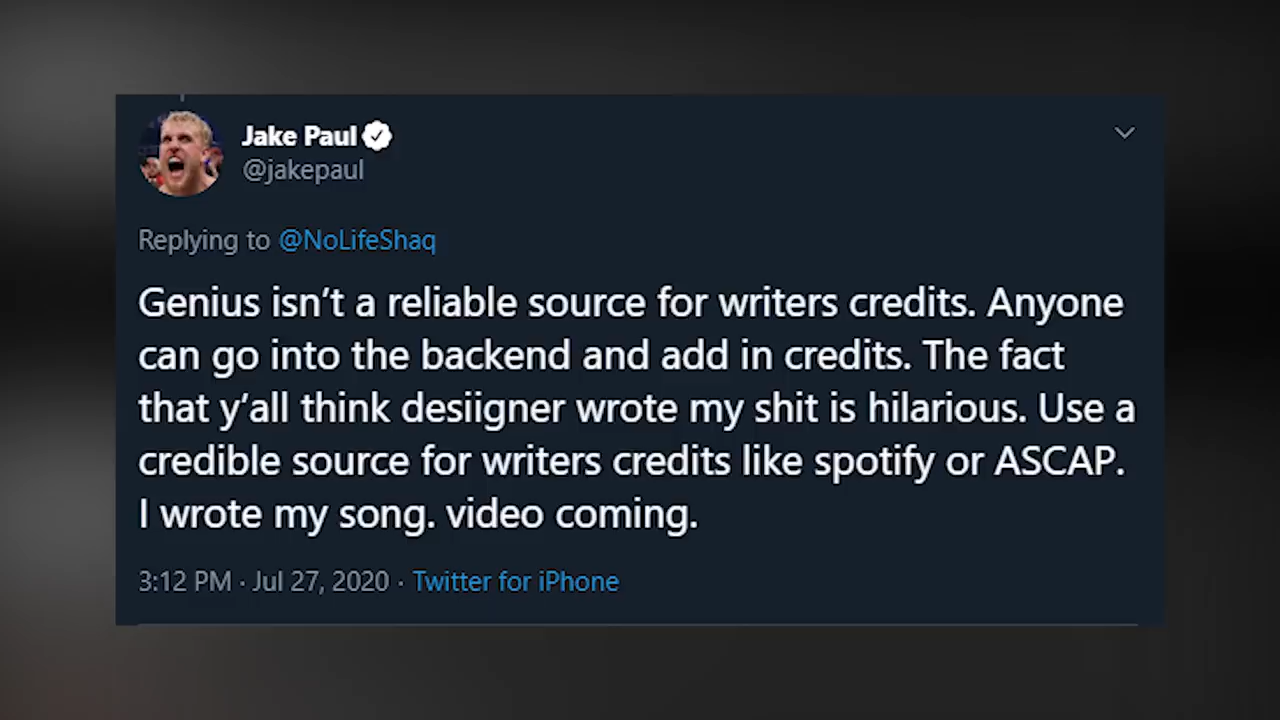 Jake Paul
@jakepaul
Replying to @NoLifeShaq
Genius isn’t a reliable source for writers credits. Anyone
can go into the backend and add in credits. The fact
that y‘all think desiigner wrote my shit is hilarious. Use a
credible source for writers credits like spotify or ASCAP.
I wrote my song. video coming.
3:12 PM · Jul 27, 2020 · Twitter for iPhone